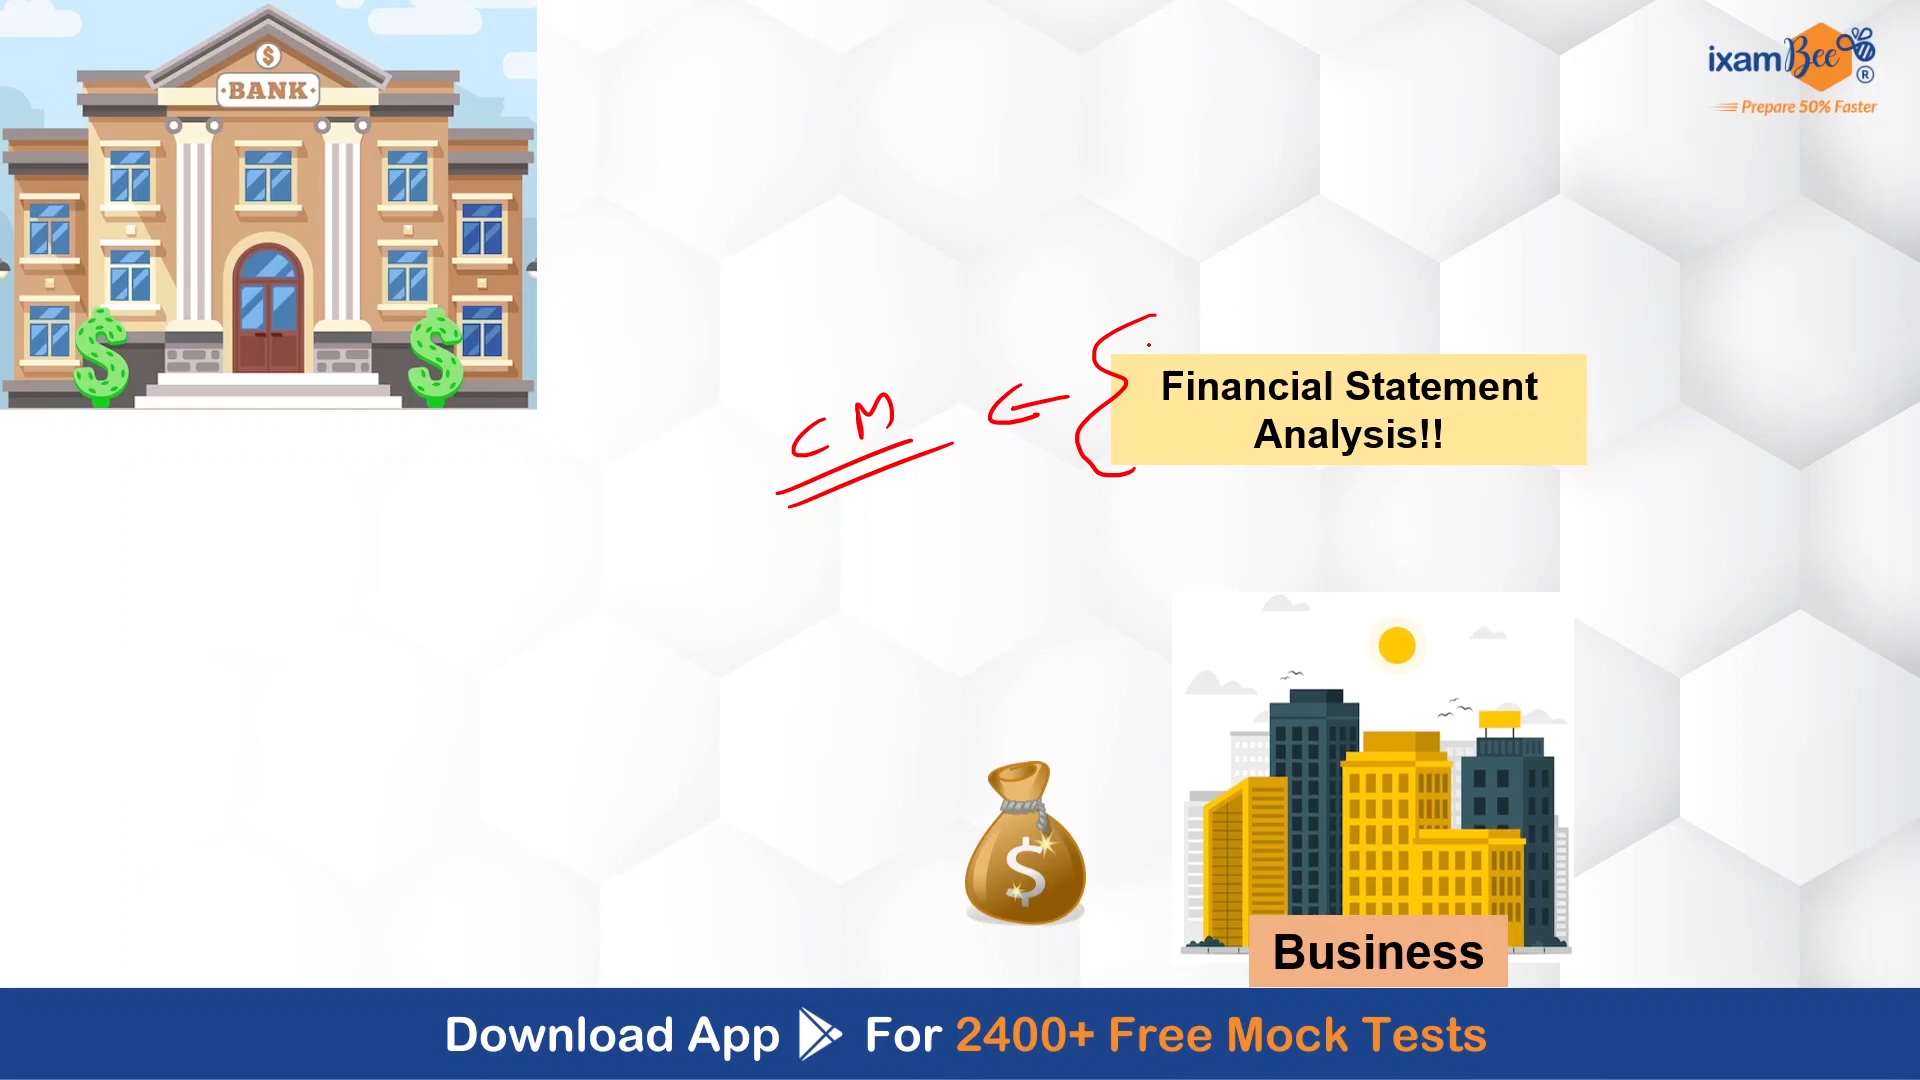 $
BANK
ixamBee
®
Prepare 50% Faster
Financial Statement
Analysis!!
CM
$
Business
Download App For 2400+ Free Mock Tests